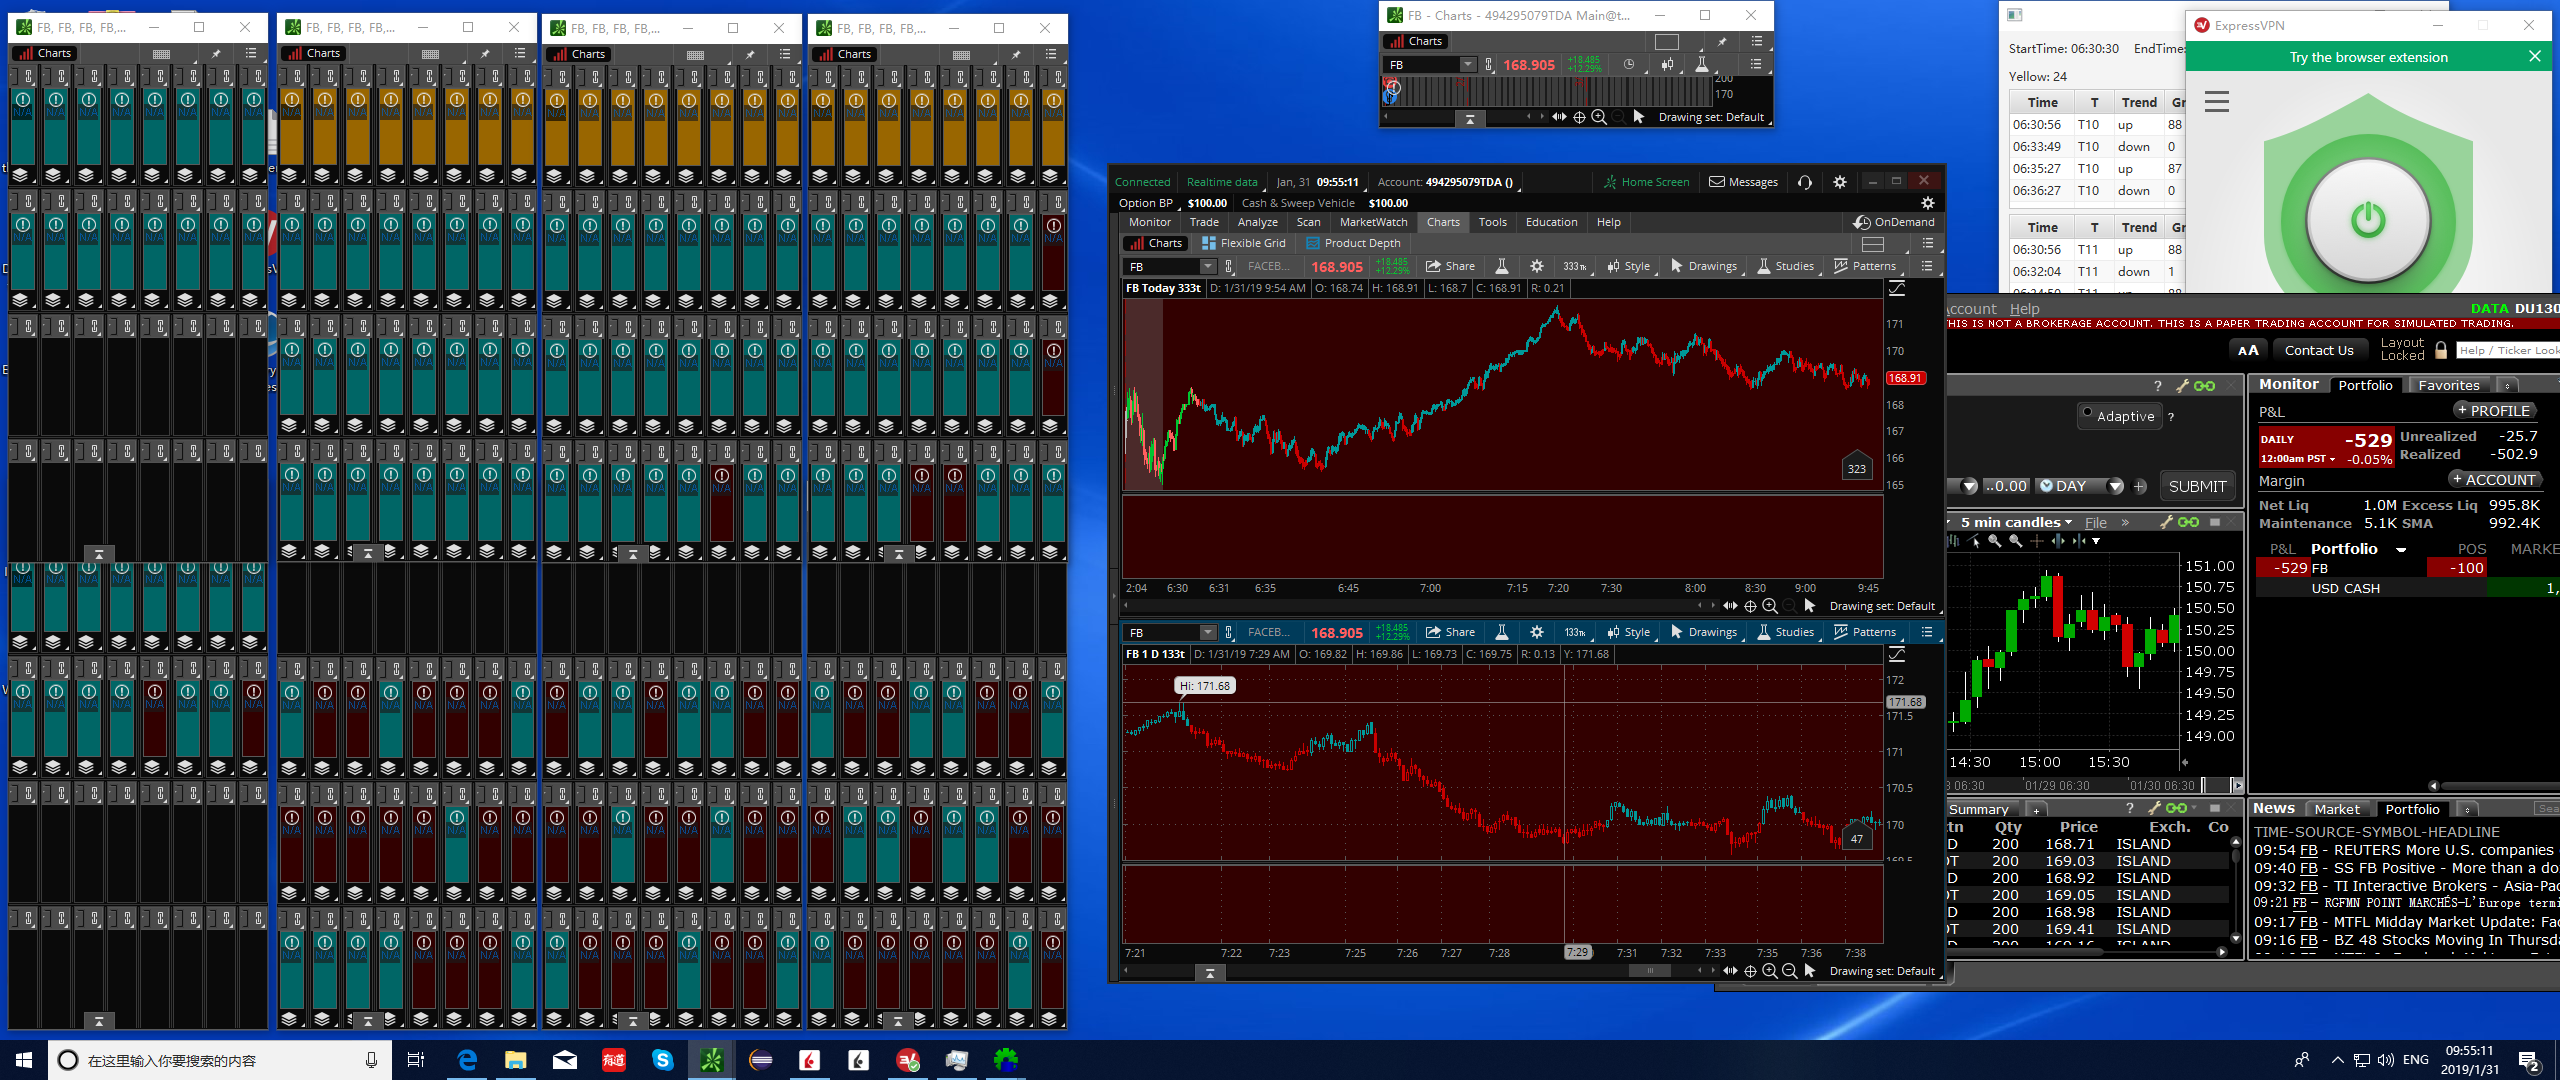 FB, FB, FB, FB,...
FB, FB, FB, FB,...
FB, FB, FB, FB,...
FB, FB, FB, FB,...
Charts
Charts
Charts
Charts
FB - Charts - 494295079TDA Main@t...
Charts
FB
168.905
+18.485
+12.29%
200
170
Drawing set: Default
StartTime: 06:30:30 EndTime:
Yellow: 24
Time T Trend Gr
06:30:56 T10 up 88
06:33:49 T10 down 0
06:35:27 T10 up 87
06:36:27 T10 down 0
Time T Trend Gr
06:30:56 T11 up 88
06:32:04 T11 down 1
ExpressVPN
Try the browser extension
Connected Realtime data Jan, 31 09:55:11 Account: 494295079TDA () Home Screen Messages
Option BP $100.00 Cash & Sweep Vehicle $100.00
Monitor Trade Analyze Scan MarketWatch Charts Tools Education Help OnDemand
Charts Flexible Grid Product Depth
FB FACEB... 168.905 +18.485 +12.29% Share 333Tk Style Drawings Studies Patterns
FB Today 333t D: 1/31/19 9:54 AM O: 168.74 H: 168.91 L: 168.7 C: 168.91 R: 0.21
171
170
168.91
168
167
166
165
323
2:04 6:30 6:31 6:35 6:45 7:00 7:15 7:20 8:00 8:30 9:00 9:45
Drawing set: Default
FB FACEB... 168.905 +18.485 +12.29% Share 133Tk Style Drawings Studies Patterns
FB 1 D 133t D: 1/31/19 7:29 AM O: 169.82 H: 169.86 L: 169.73 C: 169.75 R: 0.13 Y: 171.68
Hi: 171.68
172
171.68
171.5
171
170.5
170
169.5
47
7:21 7:22 7:23 7:25 7:26 7:27 7:28 7:29 7:31 7:32 7:33 7:35 7:36 7:38
Drawing set: Default
Account Help DATA DU130
THIS IS NOT A BROKERAGE ACCOUNT. THIS IS A PAPER TRADING ACCOUNT FOR SIMULATED TRADING.
AA Contact Us Layout Locked Help / Ticker Look
Adaptive ?
..0.00 DAY + SUBMIT
Monitor Portfolio Favorites
P&L + PROFILE
DAILY -529 Unrealized -25.7
12:00am PST -0.05% Realized -502.9
Margin + ACCOUNT
Net Liq 1.0M Excess Liq 995.8K
Maintenance 5.1K SMA 992.4K
P&L Portfolio POS MARKE
-529 FB -100
USD CASH 1,
5 min candles File »
151.00
150.75
150.50
150.25
150.00
149.75
149.50
149.25
149.00
14:30 15:00 15:30
06:30 01/29 06:30 01/30 06:30
Summary +
tn Qty Price Exch. Co
D 200 168.71 ISLAND
OT 200 169.03 ISLAND
D 200 168.92 ISLAND
OT 200 169.05 ISLAND
D 200 168.98 ISLAND
OT 200 169.41 ISLAND
News Market Portfolio
TIME-SOURCE-SYMBOL-HEADLINE
09:54 FB - REUTERS More U.S. companies
09:40 FB - SS FB Positive - More than a do
09:32 FB - TI Interactive Brokers - Asia-Pac
09:21 FB - RGFMN POINT MARCHÉS-L'Europe termi
09:17 FB - MTFL Midday Market Update: Fac
09:16 FB - BZ 48 Stocks Moving In Thursda
在这里输入你要搜索的内容
有道
ENG
09:55:11
2019/1/31
2